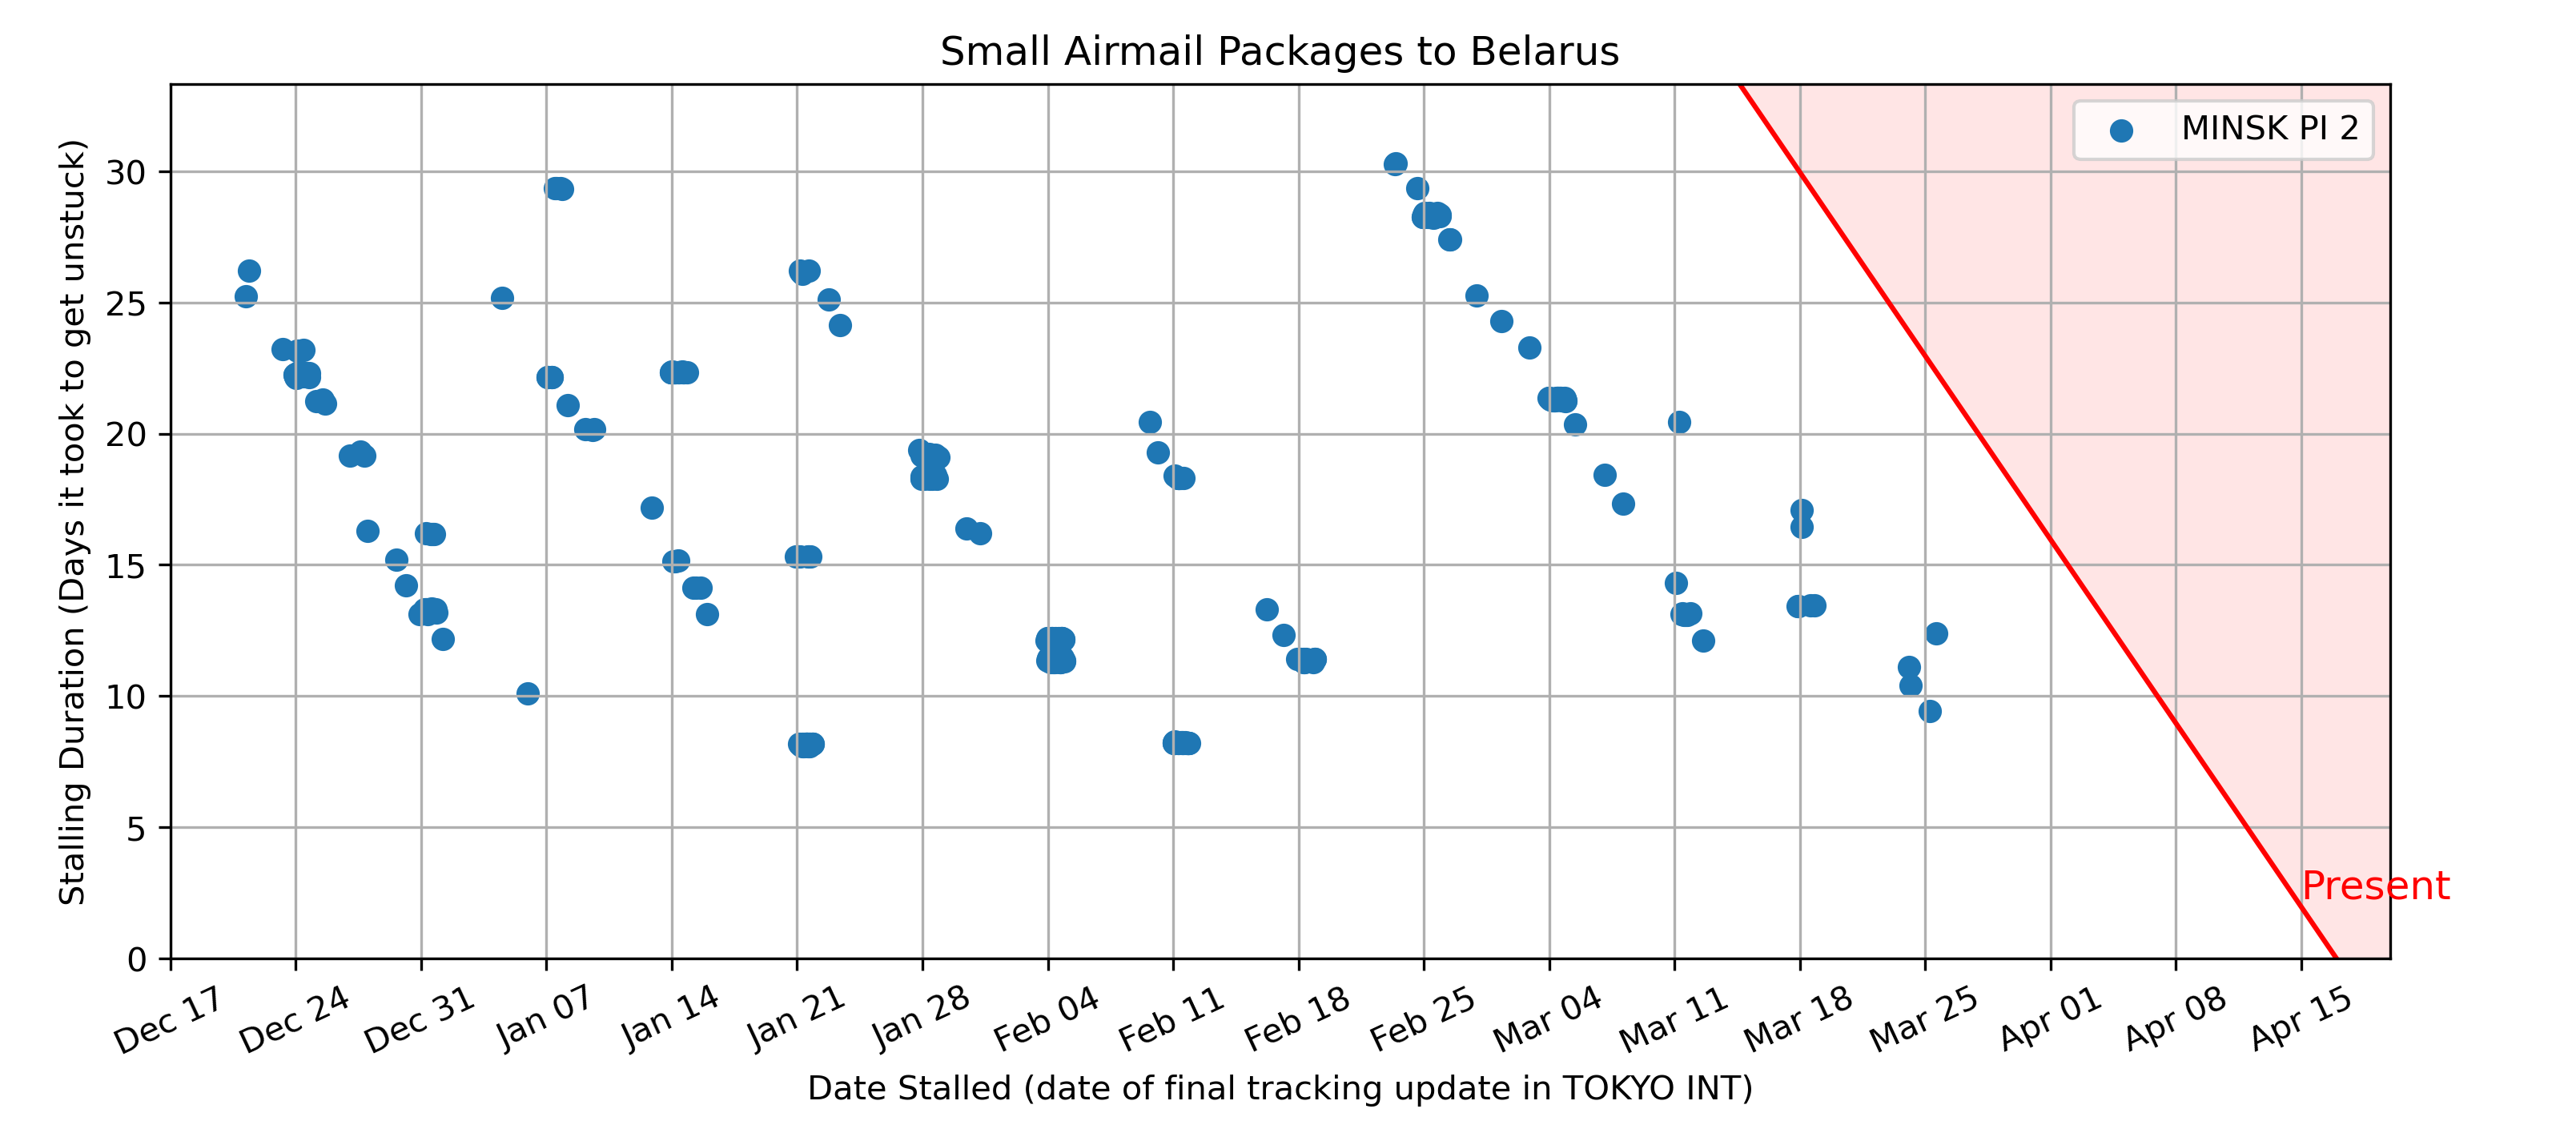 Small Airmail Packages to Belarus
MINSK PI 2
Stalling Duration (Days it took to get unstuck)
30
25
20
15
10
5
0
Present
Dec 17
Dec 24
Dec 31
Jan 07
Jan 14
Jan 21
Jan 28
Feb 04
Feb 11
Feb 18
Feb 25
Mar 04
Mar 11
Mar 18
Mar 25
Apr 01
Apr 08
Apr 15
Date Stalled (date of final tracking update in TOKYO INT)